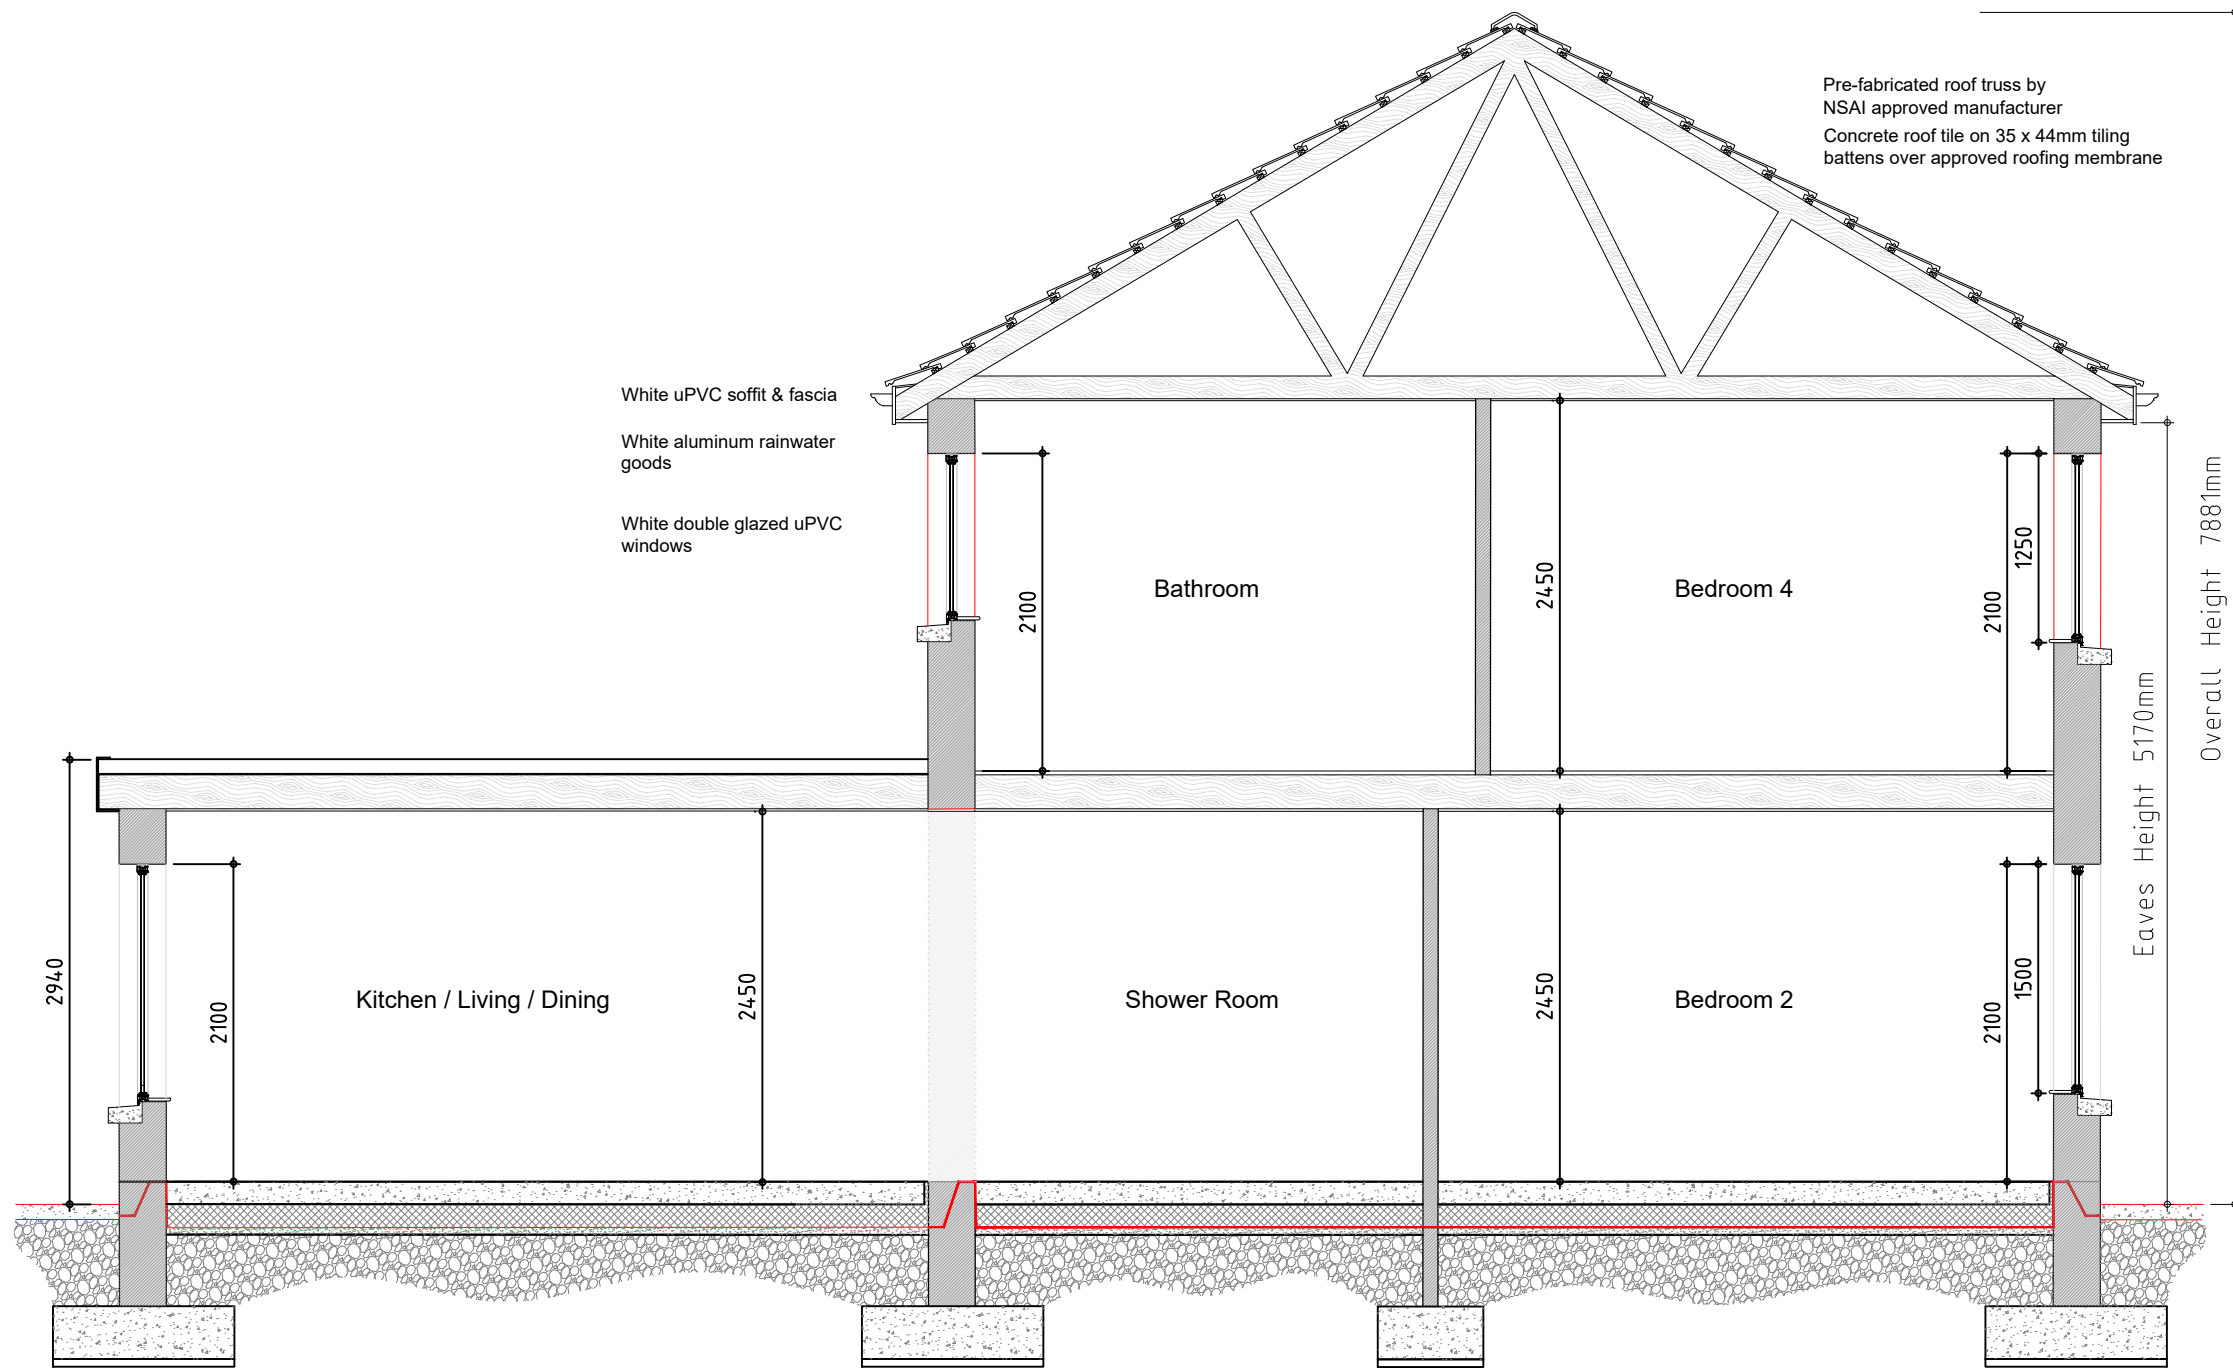 Pre-fabricated roof truss by
NSAI approved manufacturer
Concrete roof tile on 35 x 44mm tiling
battens over approved roofing membrane
White uPVC soffit & fascia
White aluminum rainwater
goods
White double glazed uPVC
windows
2100
Bathroom
2450
Bedroom 4
2100
1250
Overall Height 7881mm
Eaves Height 5170mm
2940
2100
Kitchen / Living / Dining
2450
Shower Room
2450
Bedroom 2
2100
1500